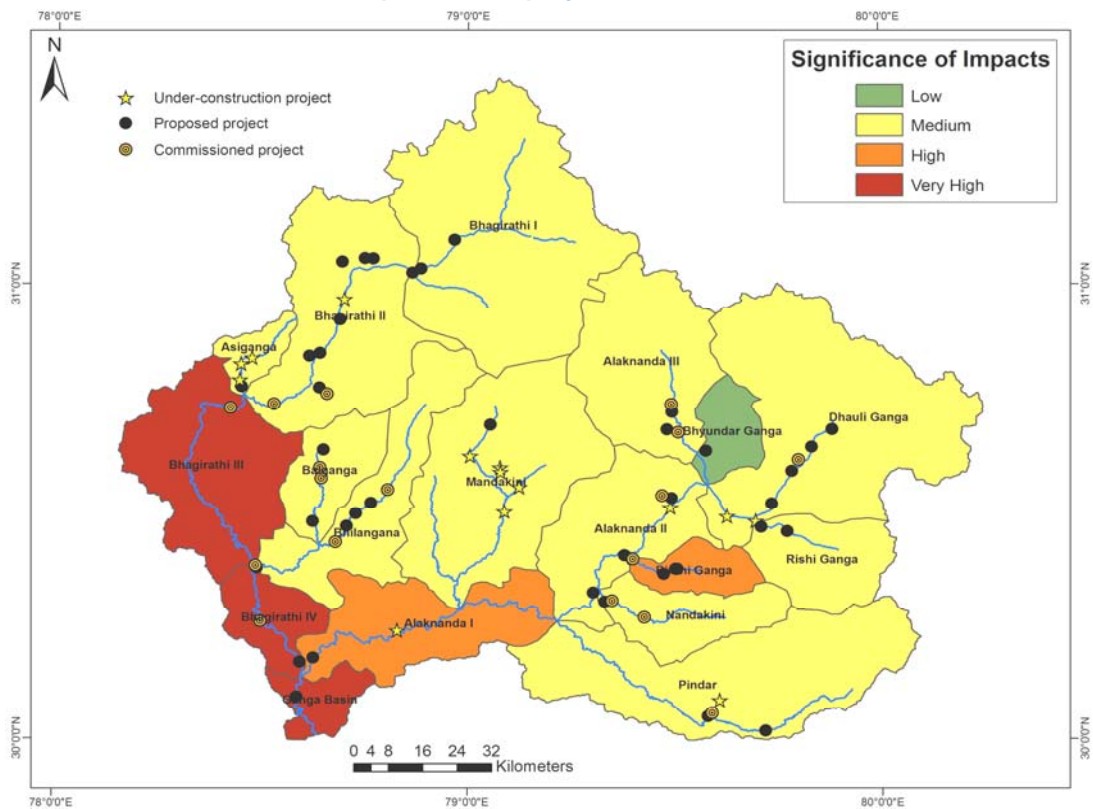 78°0'0"E
79°0'0"E
80°0'0"E
N
Under-construction project
Proposed project
Commissioned project
Significance of Impacts
Low
Medium
High
Very High
31°0'0"N
31°0'0"N
Bhagirathi I
Bhagirathi II
Asiganga
Alaknanda III
Bhyundar Ganga
Dhauli Ganga
Bhagirathi III
Balganga
Mandakini
Bhilangana
Alaknanda II
Rishi Ganga
Ganga
Bhagirathi IV
Alaknanda I
Nandakini
Pindar
Ganga Basin
30°0'0"N
30°0'0"N
0 4 8 16 24 32
Kilometers
78°0'0"E
79°0'0"E
80°0'0"E